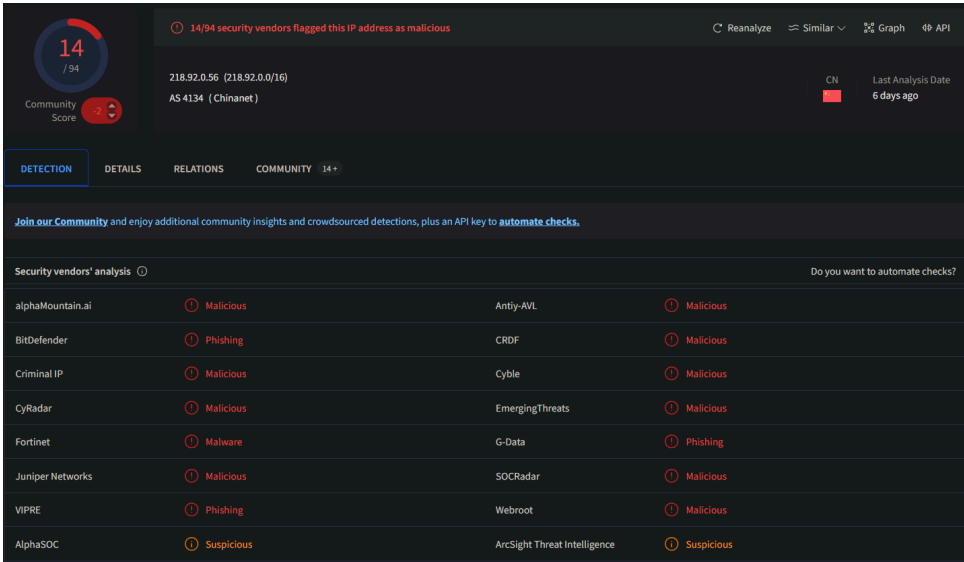 14
/ 94
Community
Score
-2
14/94 security vendors flagged this IP address as malicious
Reanalyze Similar Graph API
218.92.0.56 (218.92.0.0/16)
AS 4134 ( Chinanet )
CN
Last Analysis Date
6 days ago
DETECTION DETAILS RELATIONS COMMUNITY 14+
Join our Community and enjoy additional community insights and crowdsourced detections, plus an API key to automate checks.
Security vendors' analysis Do you want to automate checks?
alphaMountain.ai Malicious Antiy-AVL Malicious
BitDefender Phishing CRDF Malicious
Criminal IP Malicious Cyble Malicious
CyRadar Malicious EmergingThreats Malicious
Fortinet Malware G-Data Phishing
Juniper Networks Malicious SOCRadar Malicious
VIPRE Phishing Webroot Malicious
AlphaSOC Suspicious ArcSight Threat Intelligence Suspicious